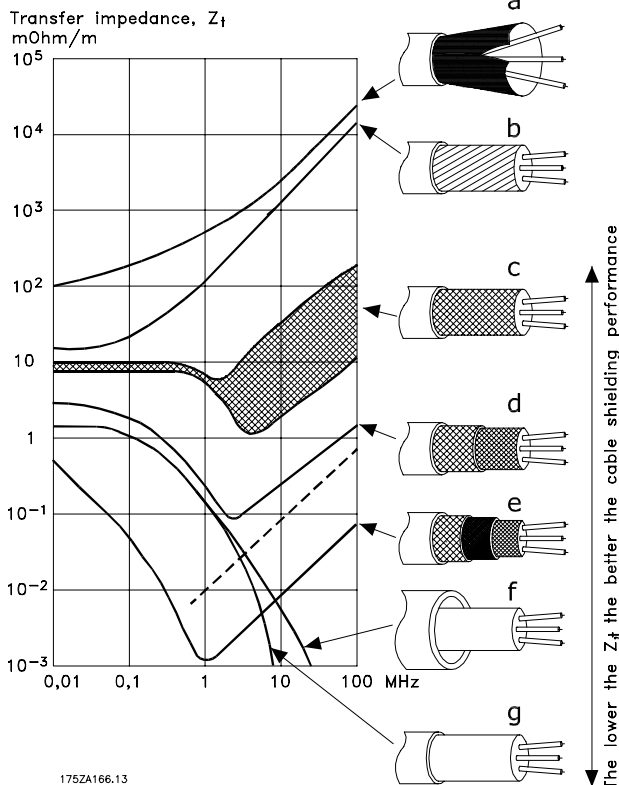 Transfer impedance, Zt
mOhm/m
10⁵
10⁴
10³
10²
10
1
10⁻¹
10⁻²
10⁻³
0,01 0,1 1 10 100 MHz
a
b
c
d
e
f
g
The lower the Zt the better the cable shielding performance
175ZA166.13